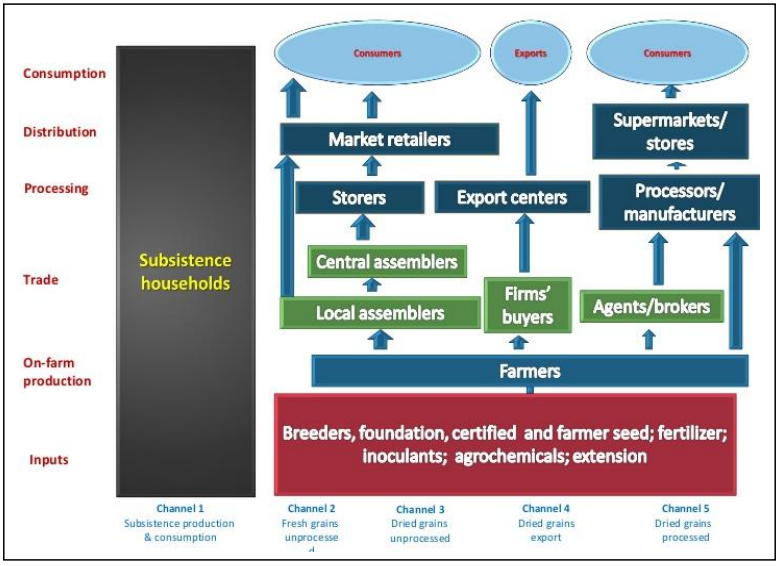 Consumption
Consumers
Exports
Consumers
Distribution
Market retailers
Supermarkets/
stores
Processing
Storers
Export centers
Processors/
manufacturers
Subsistence
households
Trade
Central assemblers
Local assemblers
Firms'
buyers
Agents/brokers
On-farm
production
Farmers
Inputs
Breeders, foundation, certified and farmer seed; fertilizer;
inoculants; agrochemicals; extension
Channel 1
Subsistence production
& consumption
Channel 2
Fresh grains
unprocesse
d
Channel 3
Dried grains
unprocessed
Channel 4
Dried grains
export
Channel 5
Dried grains
processed